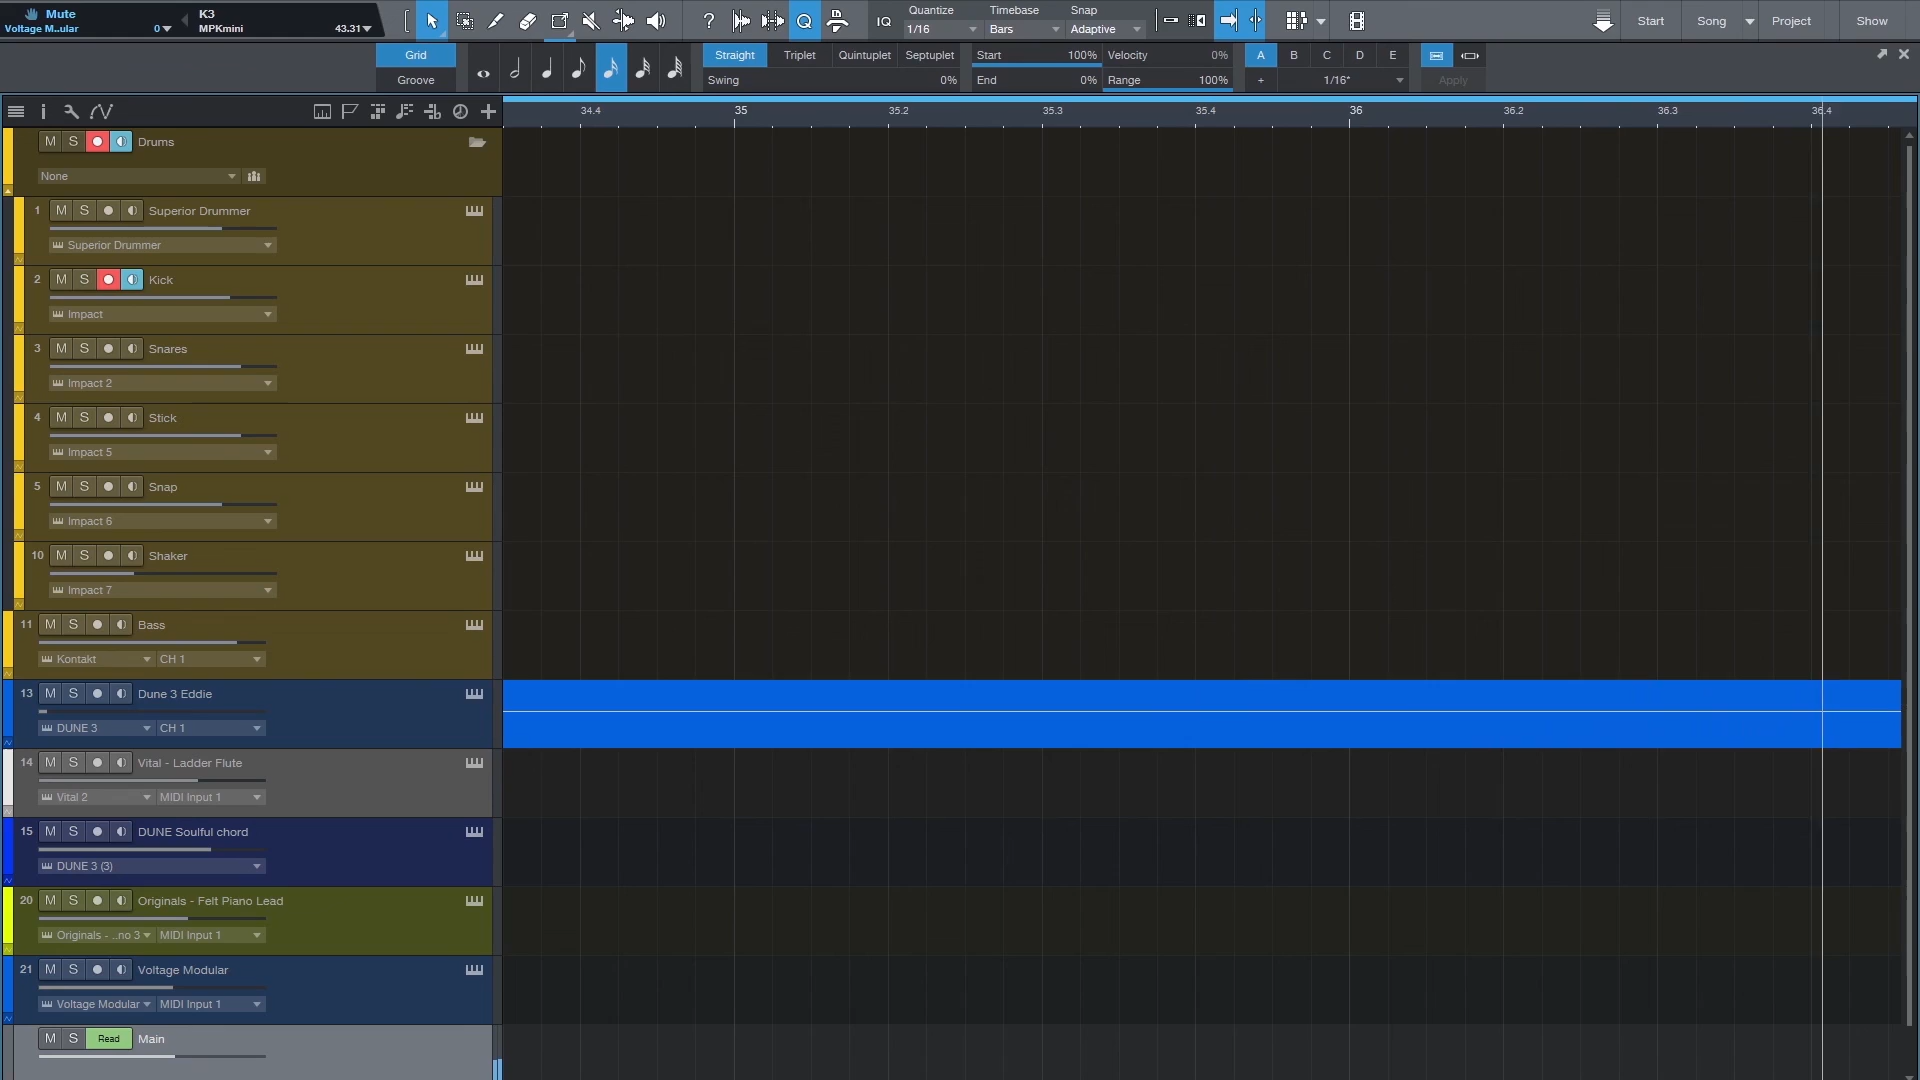 Mute K3
Voltage M..ular 0 MPKmini 43.31
IQ Quantize Timebase Snap
1/16 Bars Adaptive
Start Song Project Show
Grid Straight Triplet Quintuplet Septuplet Start 100% Velocity 0% A B C D E
Groove Swing 0% End 0% Range 100% + 1/16* Apply
34.4 35 35.2 35.3 35.4 36 36.2 36.3 36.4
M S Drums
None
1 M S Superior Drummer
Superior Drummer
2 M S Kick
Impact
3 M S Snares
Impact 2
4 M S Stick
Impact 5
5 M S Snap
Impact 6
10 M S Shaker
Impact 7
11 M S Bass
Kontakt CH 1
13 M S Dune 3 Eddie
DUNE 3 CH 1
14 M S Vital - Ladder Flute
Vital 2 MIDI Input 1
15 M S DUNE Soulful chord
DUNE 3 (3)
20 M S Originals - Felt Piano Lead
Originals - ..no 3 MIDI Input 1
21 M S Voltage Modular
Voltage Modular MIDI Input 1
M S Read Main